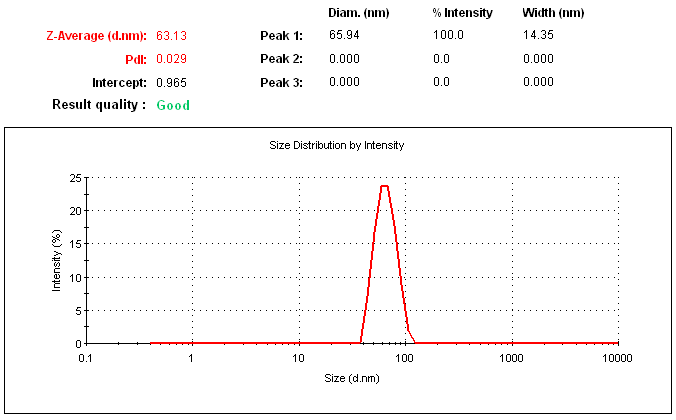 Diam. (nm) % Intensity Width (nm)
Z-Average (d.nm): 63.13 Peak 1: 65.94 100.0 14.35
PdI: 0.029 Peak 2: 0.000 0.0 0.000
Intercept: 0.965 Peak 3: 0.000 0.0 0.000
Result quality : Good
Size Distribution by Intensity
25
20
15
10
5
0
Intensity (%)
0.1 1 10 100 1000 10000
Size (d.nm)